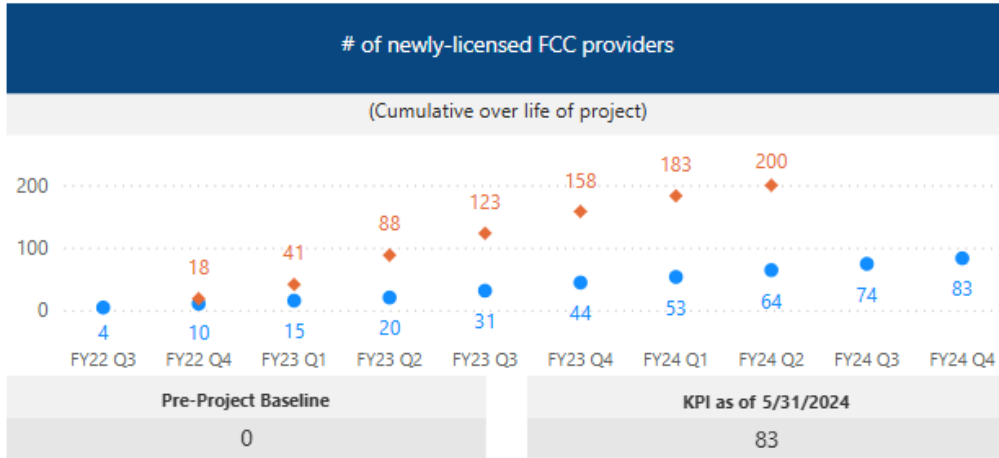 # of newly-licensed FCC providers
(Cumulative over life of project)
200 18 41 88 123 158 183 200
100
0 4 10 15 20 31 44 53 64 74 83
FY22 Q3 FY22 Q4 FY23 Q1 FY23 Q2 FY23 Q3 FY23 Q4 FY24 Q1 FY24 Q2 FY24 Q3 FY24 Q4
Pre-Project Baseline KPI as of 5/31/2024
0 83